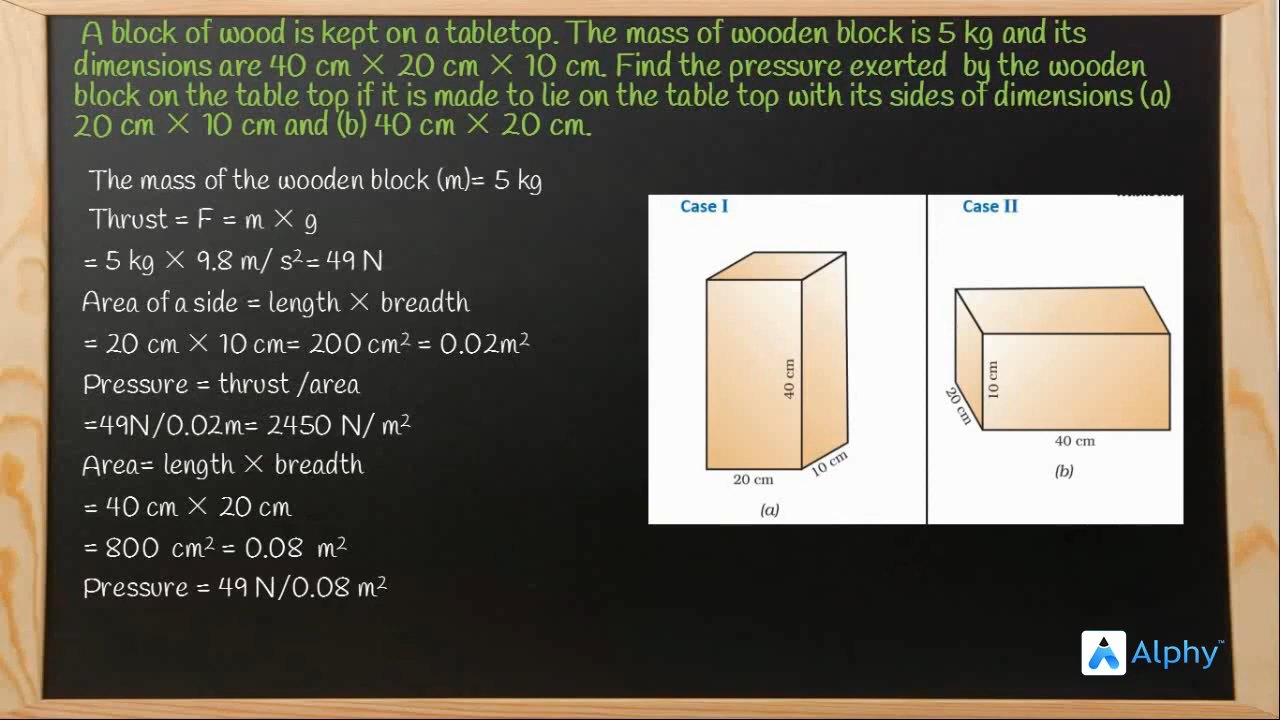 A block of wood is kept on a tabletop. The mass of wooden block is 5 kg and its
dimensions are 40 cm × 20 cm × 10 cm. Find the pressure exerted by the wooden
block on the table top if it is made to lie on the table top with its sides of dimensions (a)
20 cm × 10 cm and (b) 40 cm × 20 cm.
The mass of the wooden block (m)= 5 kg
Thrust = F = m × g
= 5 kg × 9.8 m/ s²= 49 N
Area of a side = length × breadth
= 20 cm × 10 cm= 200 cm² = 0.02m²
Pressure = thrust /area
=49N/0.02m= 2450 N/ m²
Area= length × breadth
= 40 cm × 20 cm
= 800 cm² = 0.08 m²
Pressure = 49 N/0.08 m²
Case I
40 cm
20 cm
10 cm
(a)
Case II
10 cm
20 cm
40 cm
(b)
Alphy™